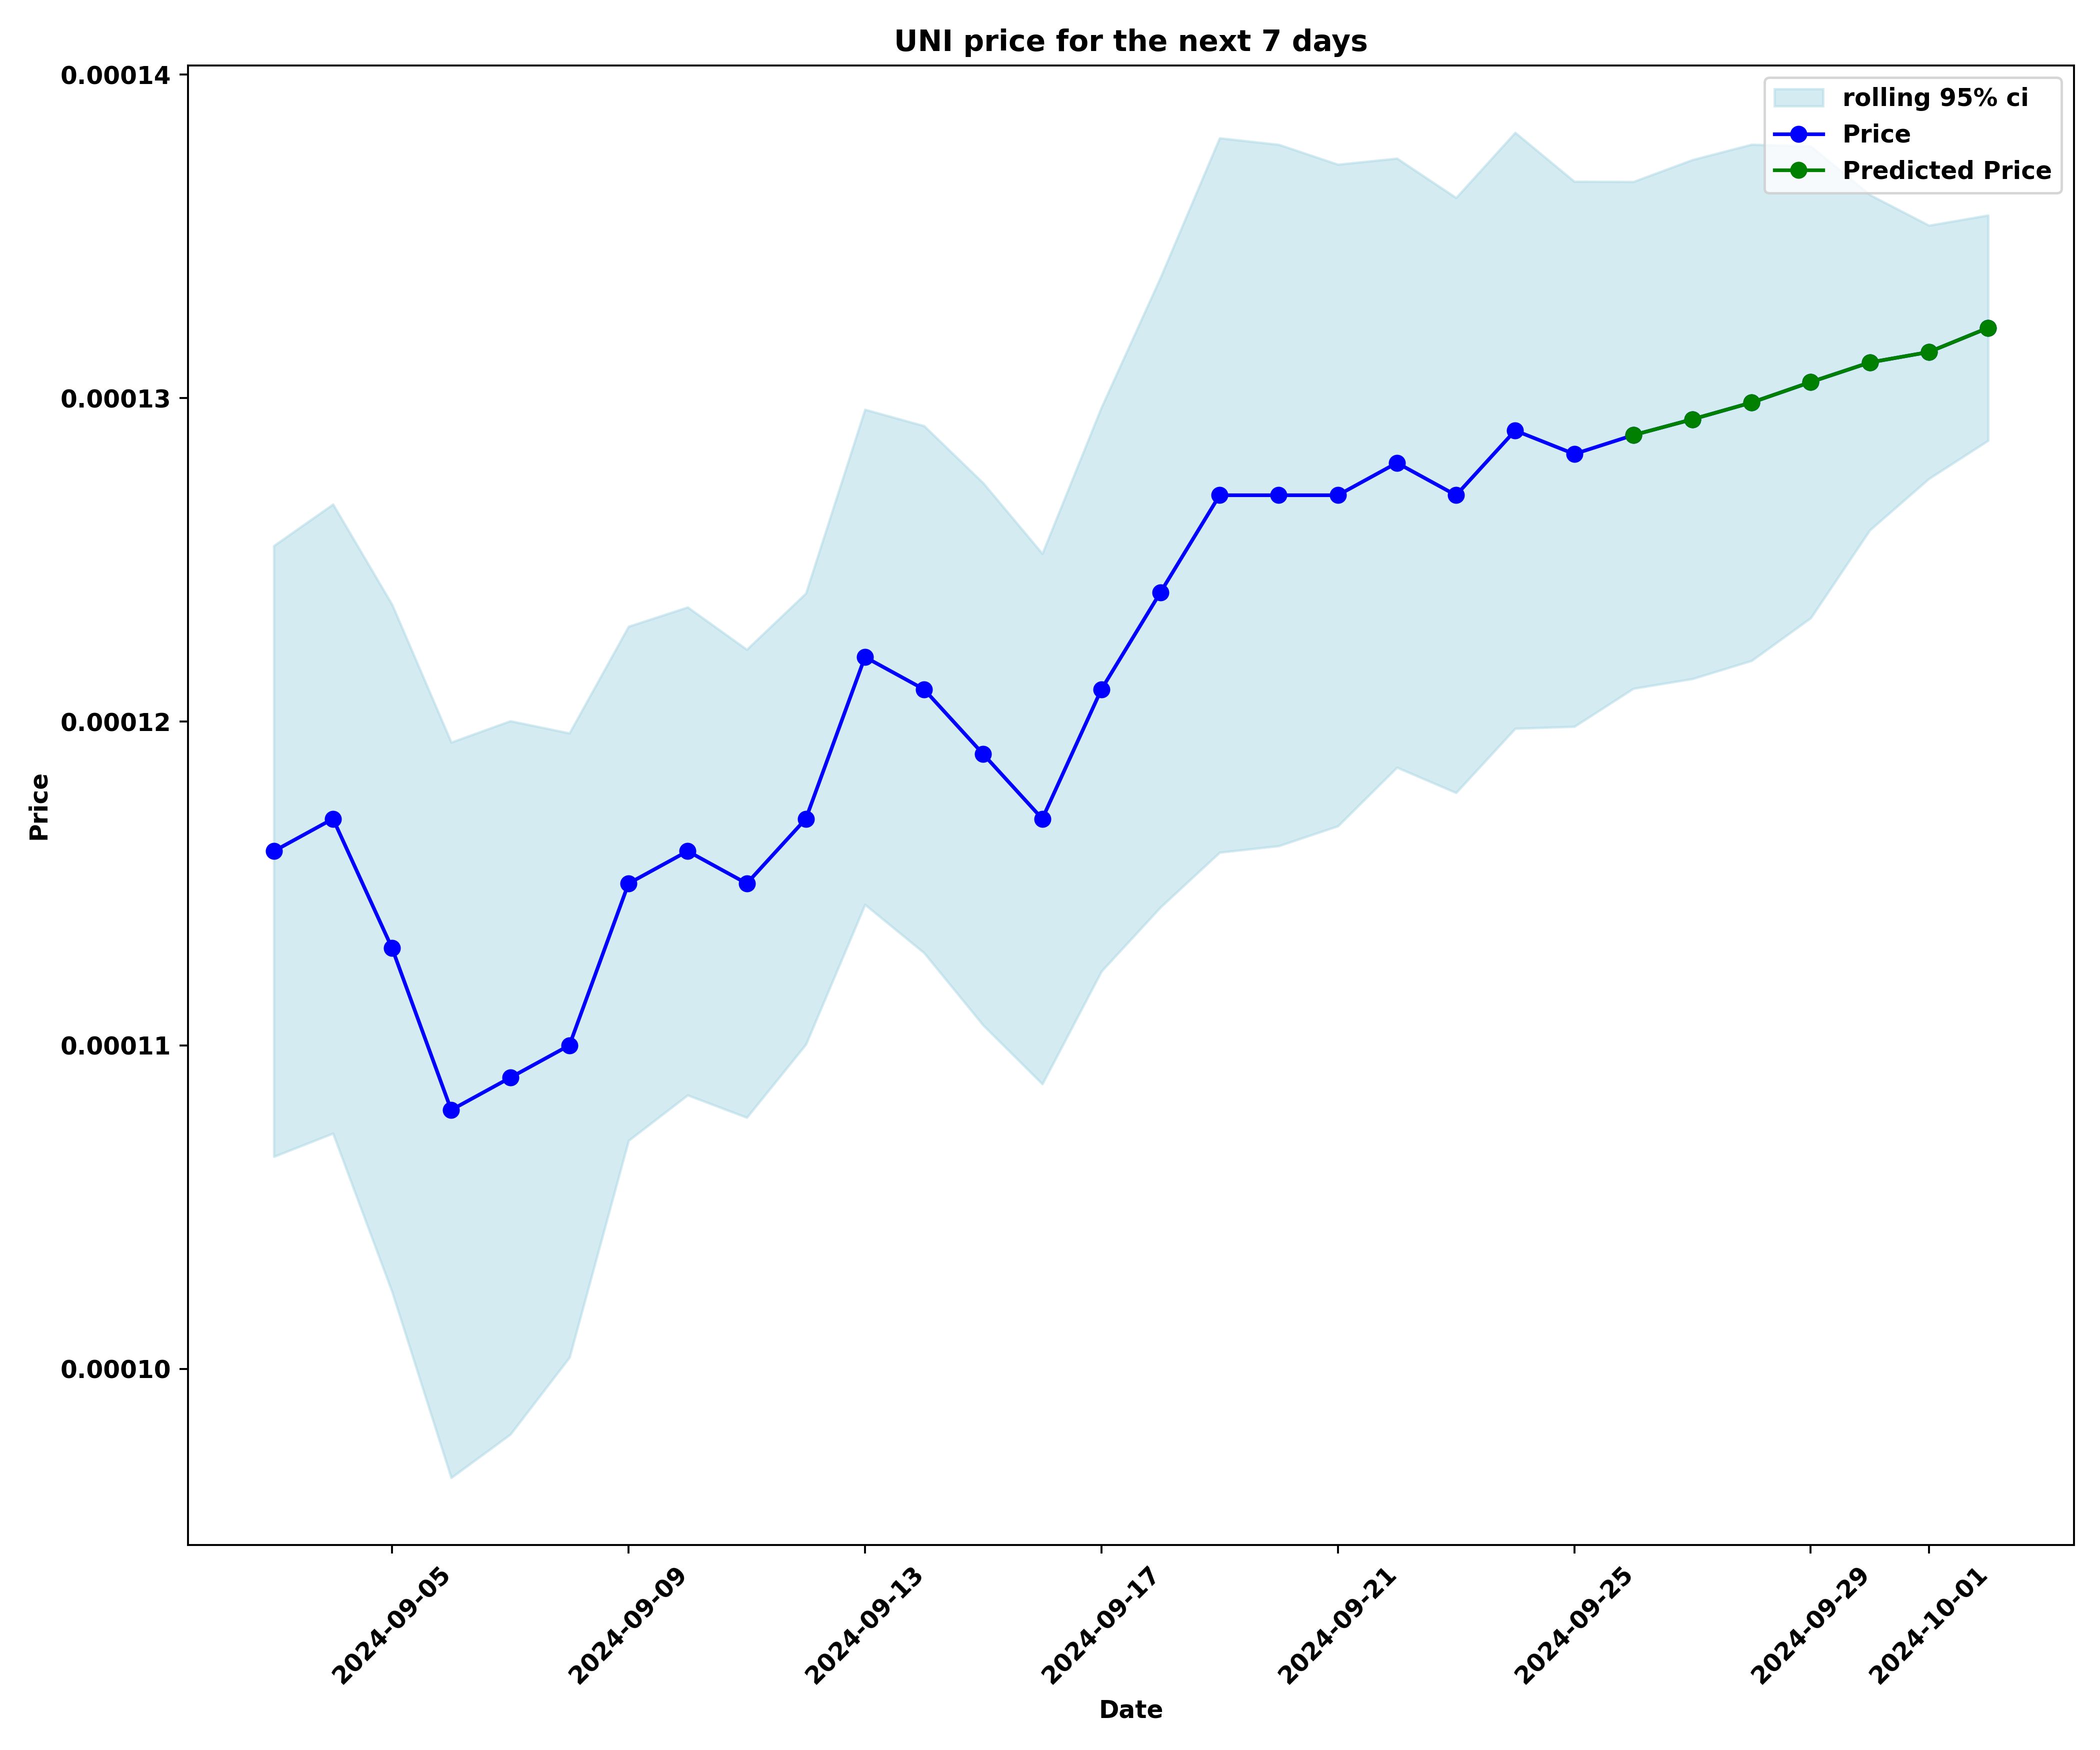 UNI price for the next 7 days
rolling 95% ci
Price
Predicted Price
0.00014
0.00013
0.00012
0.00011
0.00010
Price
2024-09-05
2024-09-09
2024-09-13
2024-09-17
2024-09-21
2024-09-25
2024-09-29
2024-10-01
Date